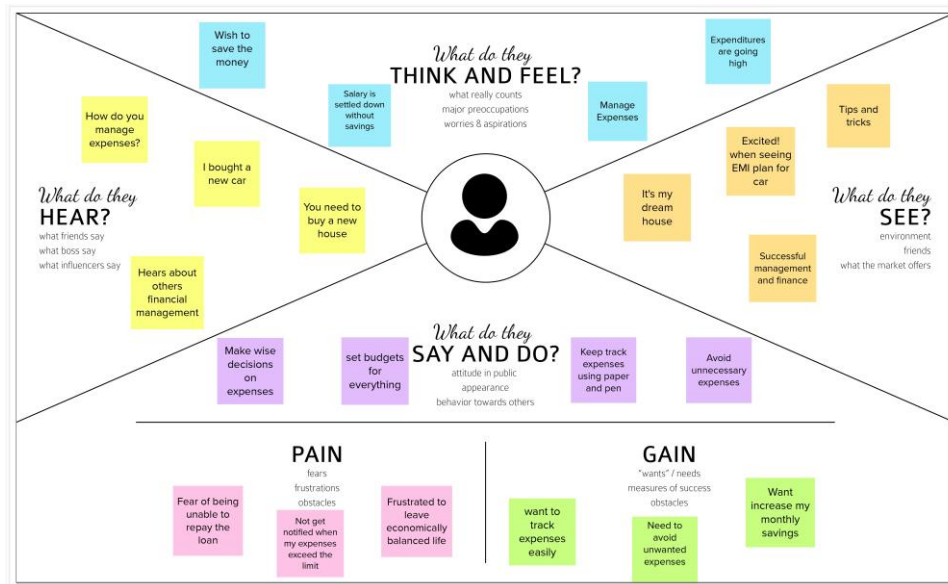 What do they
THINK AND FEEL?
what really counts
major preoccupations
worries & aspirations
Wish to
save the
money
Salary is
settled down
without
savings
Manage
Expenses
Expenditures
are going
high
What do they
HEAR?
what friends say
what boss say
what influencers say
How do you
manage
expenses?
I bought a
new car
You need to
buy a new
house
Hears about
others
financial
management
What do they
SEE?
environment
friends
what the market offers
Tips and
tricks
Excited!
when seeing
EMI plan for
car
It's my
dream
house
Successful
management
and finance
What do they
SAY AND DO?
attitude in public
appearance
behavior towards others
Make wise
decisions
on
expenses
set budgets
for
everything
Keep track
expenses
using paper
and pen
Avoid
unnecessary
expenses
PAIN
fears
frustrations
obstacles
Fear of being
unable to
repay the
loan
Not get
notified when
my expenses
exceed the
limit
Frustrated to
leave
economically
balanced life
GAIN
"wants" / needs
measures of success
obstacles
want to
track
expenses
easily
Need to
avoid
unwanted
expenses
Want
increase my
monthly
savings